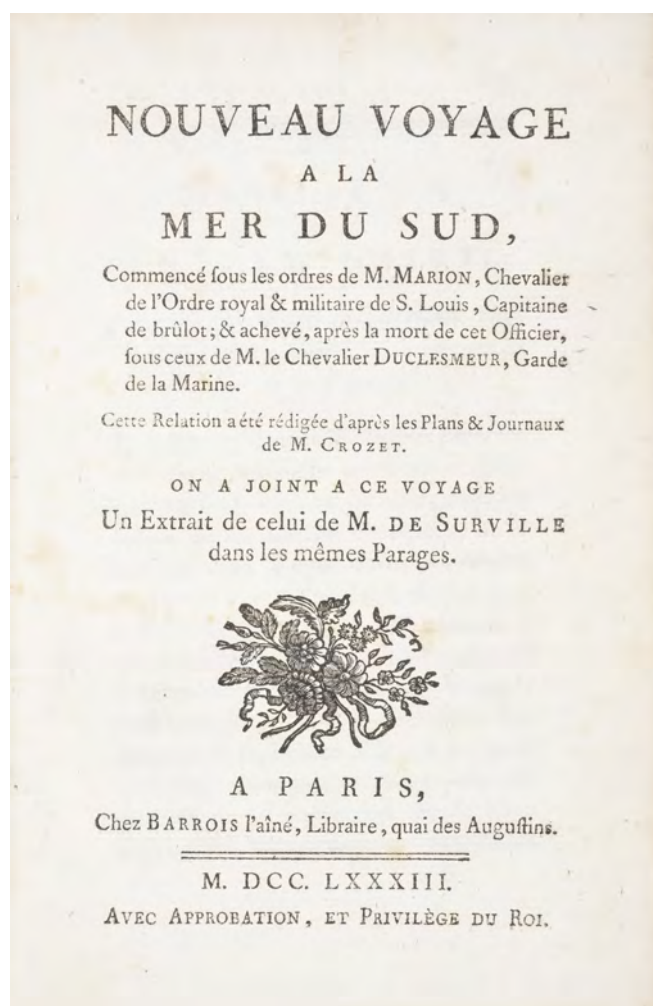 NOUVEAU VOYAGE
A LA
MER DU SUD,
Commencé ſous les ordres de M. MARION, Chevalier
de l'Ordre royal & militaire de S. Louis, Capitaine
de brûlot; & achevé, après la mort de cet Officier,
ſous ceux de M. le Chevalier DUCLESMEUR, Garde
de la Marine.
Cette Relation a été rédigée d'après les Plans & Journaux
de M. CROZET.
ON A JOINT A CE VOYAGE
Un Extrait de celui de M. DE SURVILLE
dans les mêmes Parages.
A PARIS,
Chez BARROIS l'aîné, Libraire, quai des Auguſtins.
M. DCC. LXXXIII.
AVEC APPROBATION, ET PRIVILÈGE DU ROI.